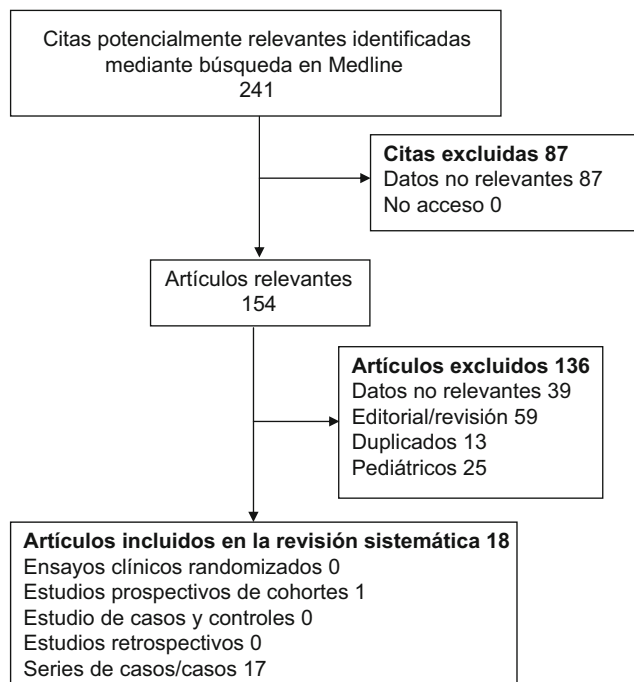 Citas potencialmente relevantes identificadas
mediante búsqueda en Medline
241
Citas excluidas 87
Datos no relevantes 87
No acceso 0
Artículos relevantes
154
Artículos excluidos 136
Datos no relevantes 39
Editorial/revisión 59
Duplicados 13
Pediátricos 25
Artículos incluidos en la revisión sistemática 18
Ensayos clínicos randomizados 0
Estudios prospectivos de cohortes 1
Estudio de casos y controles 0
Estudios retrospectivos 0
Series de casos/casos 17